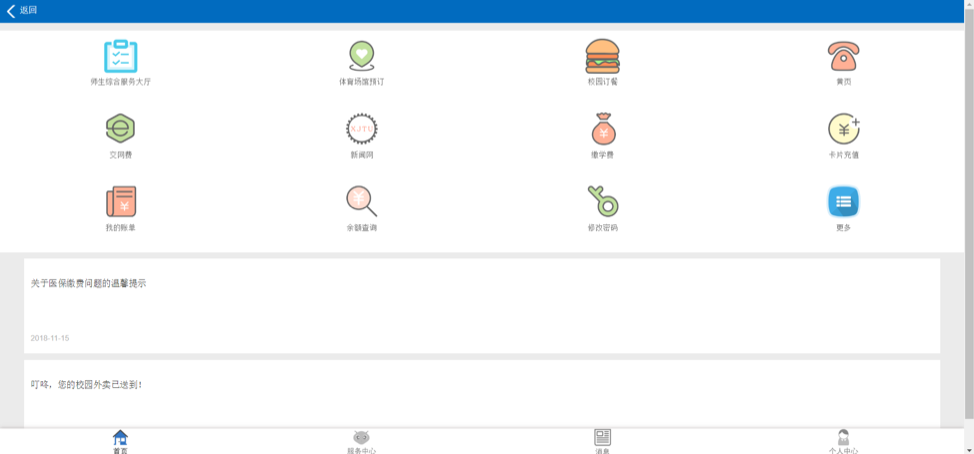 返回
师生综合服务大厅
体育场馆预订
校园订餐
黄页
交网费
XJTU
新闻网
缴学费
卡片充值
我的账单
余额查询
修改密码
更多
关于医保缴费问题的温馨提示
2018-11-15
叮咚，您的校园外卖已送到！
首页
服务中心
消息
个人中心